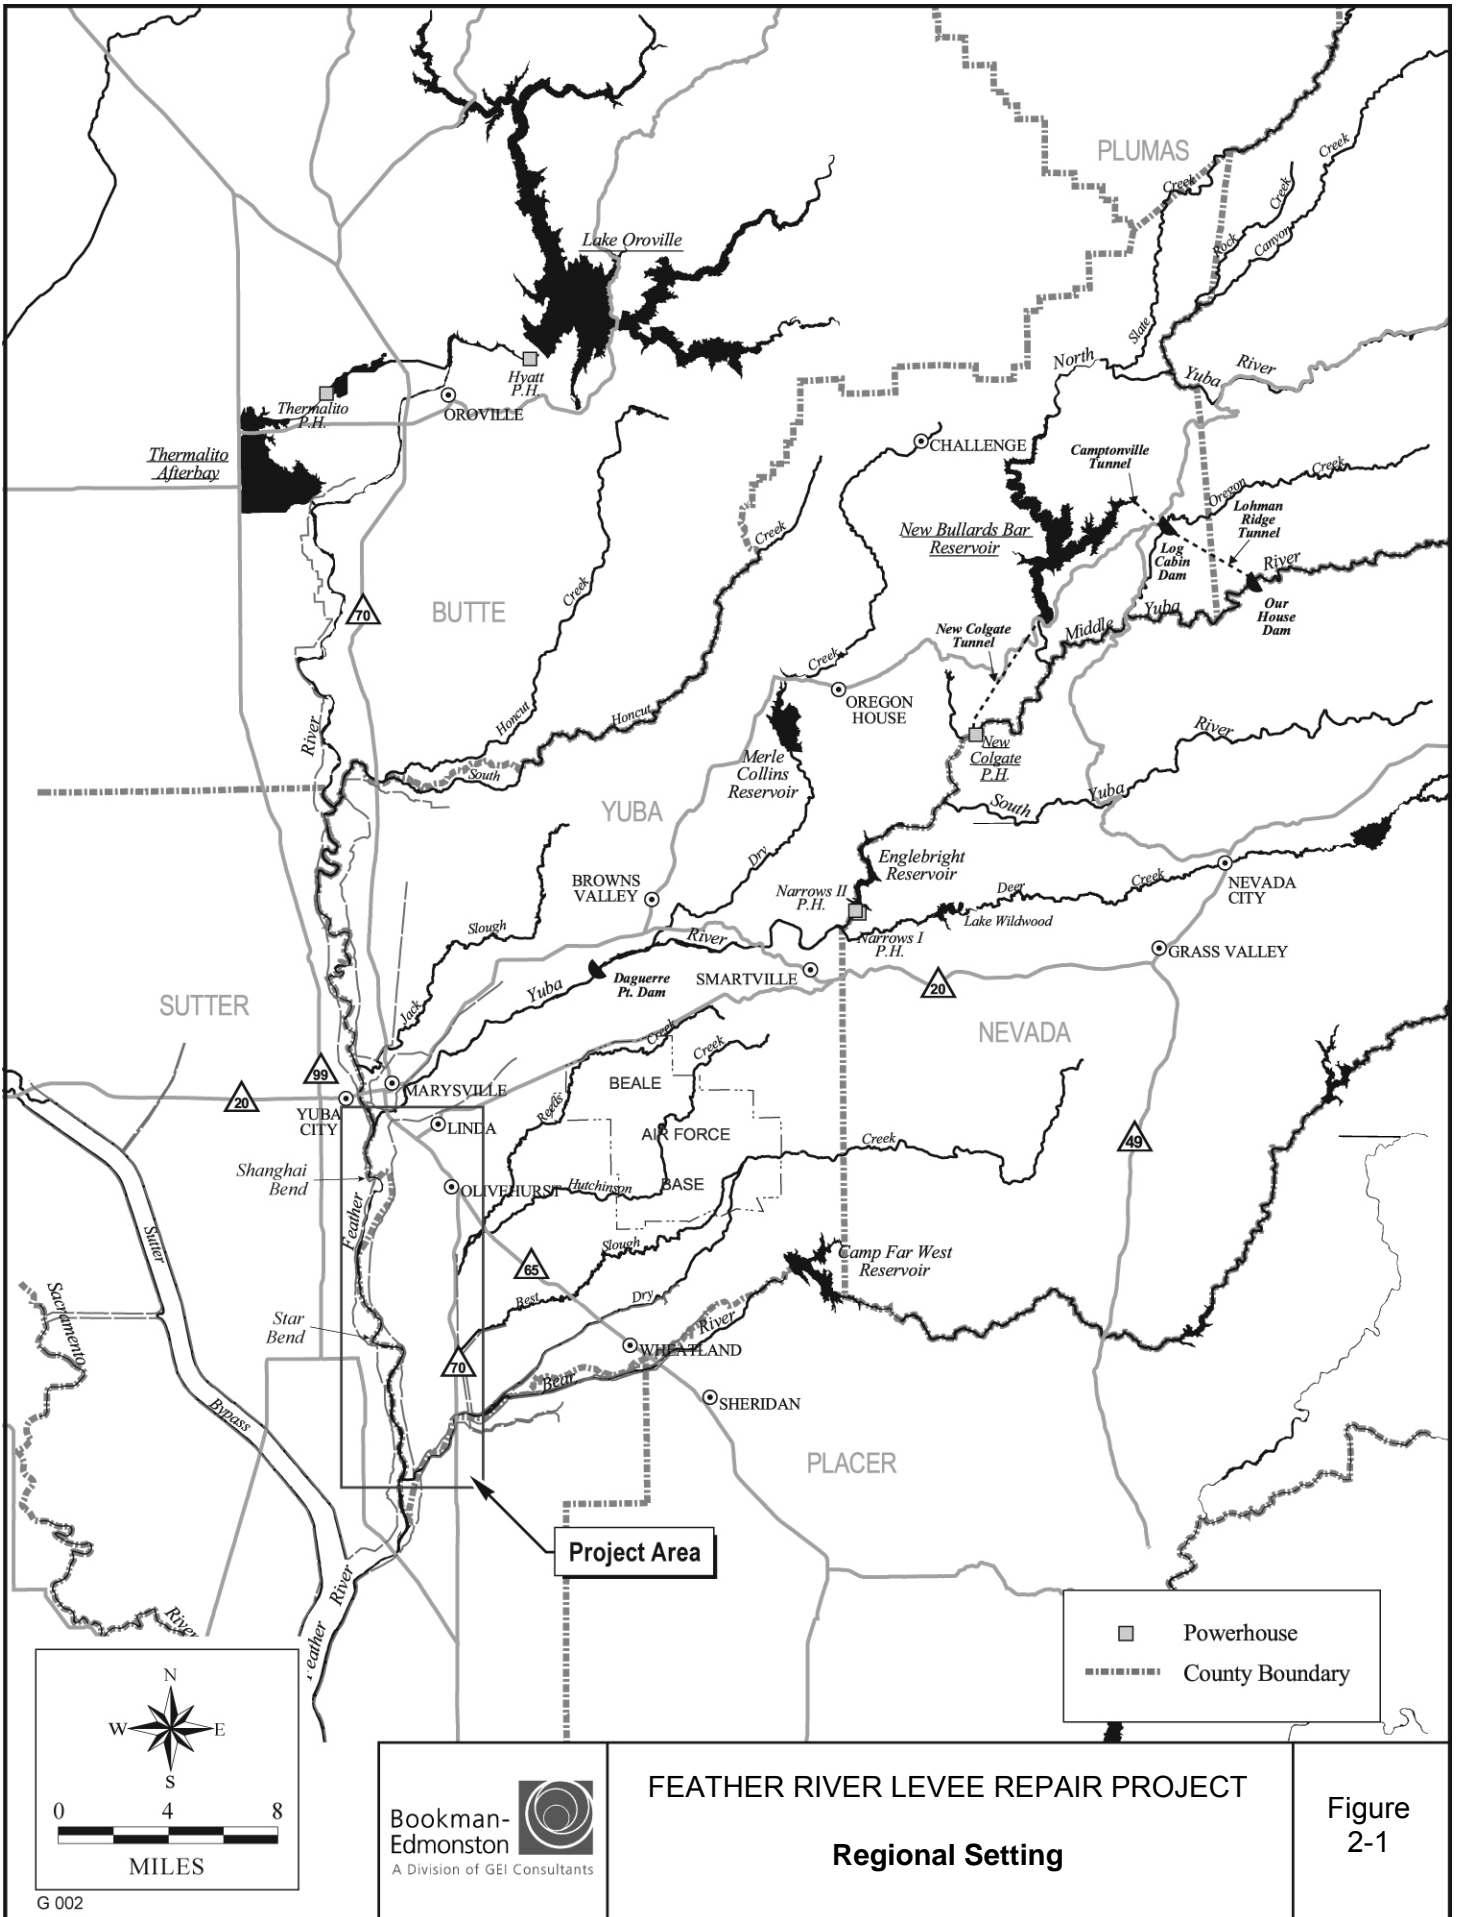 PLUMAS
Creek
Creek
Creek
Rock
Canyon
Lake Oroville
Slate
North
Yuba
River
Hyatt
P.H.
Thermalito
P.H.
OROVILLE
Thermalito
Afterbay
CHALLENGE
Camptonville
Tunnel
Oregon
Creek
Lohman
Ridge
Tunnel
New Bullards Bar
Reservoir
Creek
Log
Cabin
Dam
River
Yuba
Our
House
Dam
70
BUTTE
Creek
New Colgate
Tunnel
Middle
Creek
OREGON
HOUSE
River
Honcut
Honcut
South
New
Colgate
P.H.
River
Merle
Collins
Reservoir
South
Yuba
YUBA
Dry
Englebright
Reservoir
BROWNS
VALLEY
Narrows II
P.H.
Deer
Creek
NEVADA
CITY
Lake Wildwood
Slough
River
Narrows I
P.H.
GRASS VALLEY
Daguerre
Pt. Dam
SMARTVILLE
20
Yuba
SUTTER
Jack
NEVADA
Creek
Creek
99
20
MARYSVILLE
BEALE
YUBA
CITY
Reeds
LINDA
AIR FORCE
Creek
49
Shanghai
Bend
OLIVEHURST
Hutchinson
BASE
Feather
Sutter
Slough
Camp Far West
Reservoir
65
Sacramento
Best
Dry
River
Star
Bend
WHEATLAND
70
Bear
SHERIDAN
Bypass
PLACER
Project Area
River
River
Feather
Powerhouse
County Boundary
N
W
E
S
0 4 8
MILES
G 002
Bookman-
Edmonston
A Division of GEI Consultants
FEATHER RIVER LEVEE REPAIR PROJECT
Regional Setting
Figure
2-1